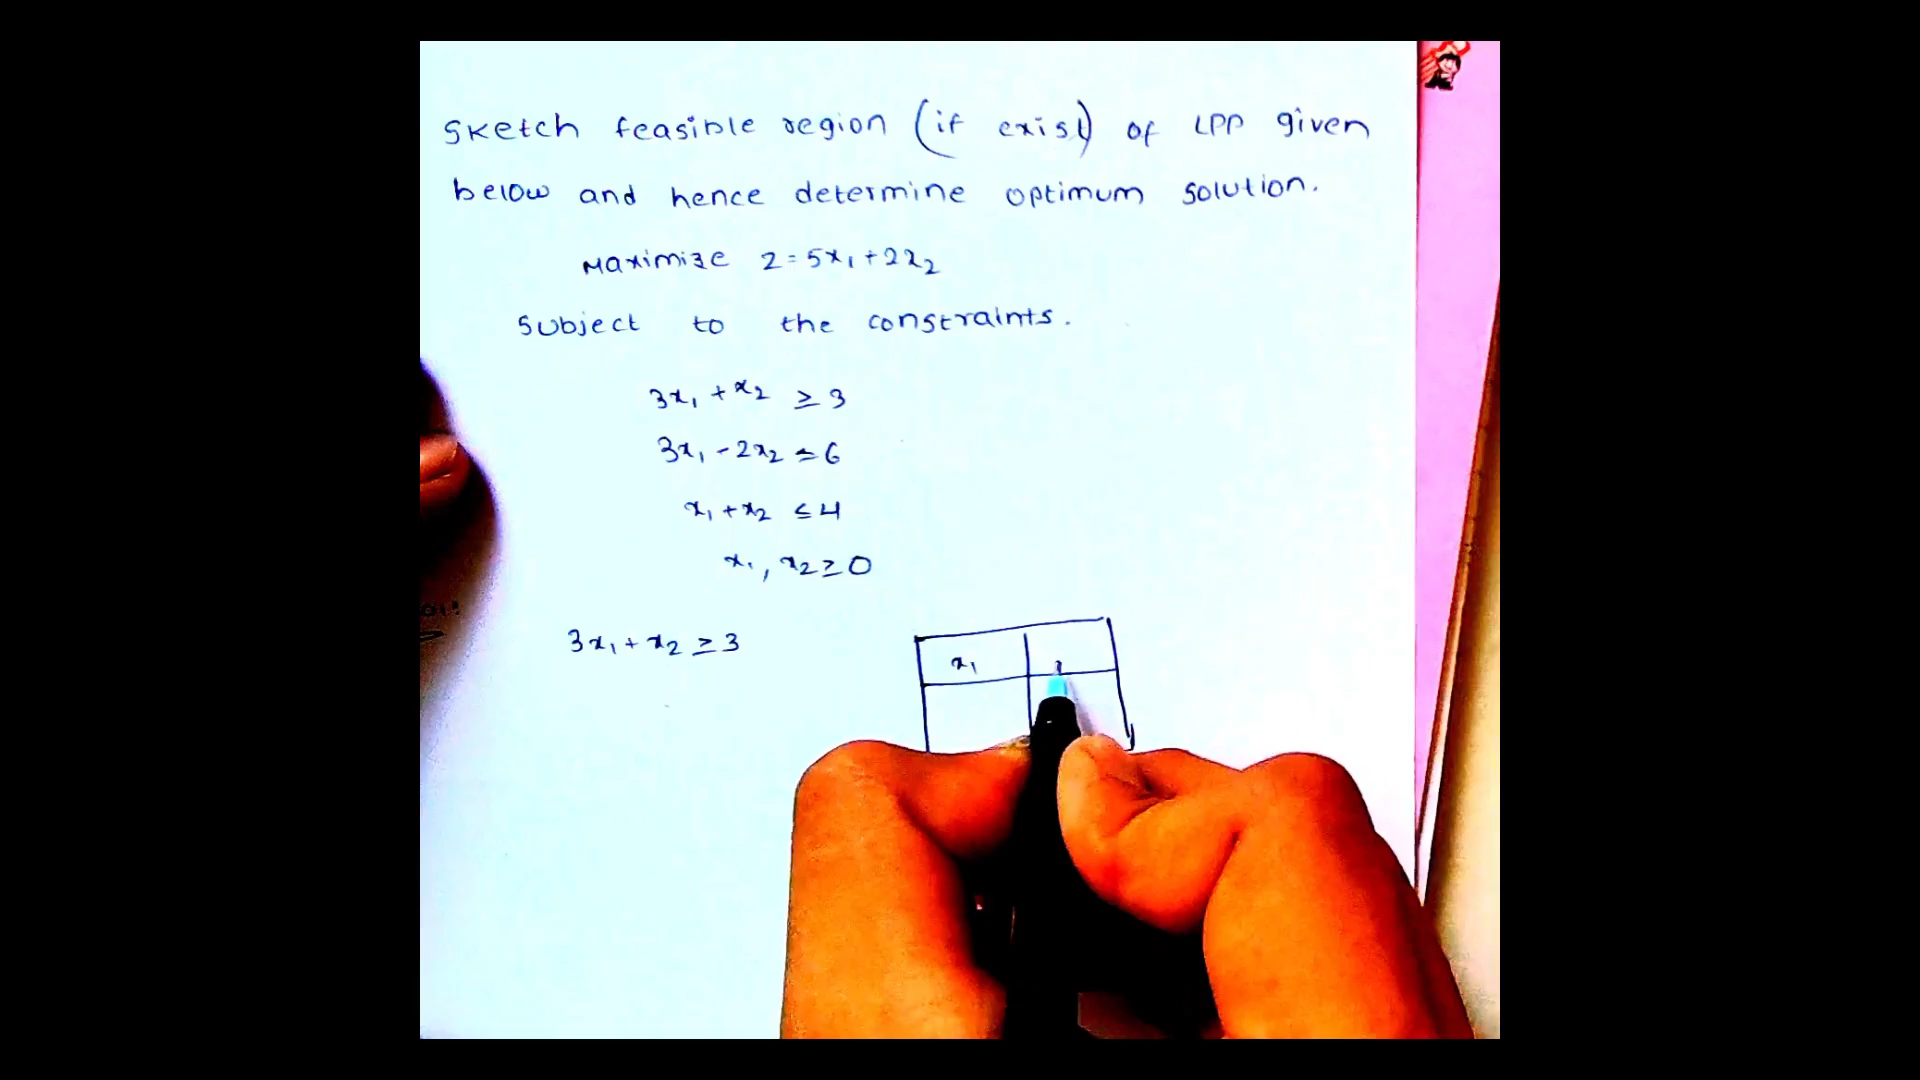 Sketch feasible region (if exist) of LPP given
below and hence determine optimum solution.
Maximize Z = 5x₁ + 2x₂
Subject to the constraints.
3x₁ + x₂ ≥ 3
3x₁ - 2x₂ ≤ 6
x₁ + x₂ ≤ 4
x₁, x₂ ≥ 0
3x₁ + x₂ ≥ 3
x₁